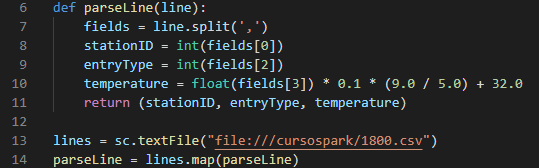 6 def parseLine(line):
7     fields = line.split(',')
8     stationID = int(fields[0])
9     entryType = int(fields[2])
10     temperature = float(fields[3]) * 0.1 * (9.0 / 5.0) + 32.0
11     return (stationID, entryType, temperature)
12
13 lines = sc.textFile("file:///cursospark/1800.csv")
14 parseLine = lines.map(parseLine)